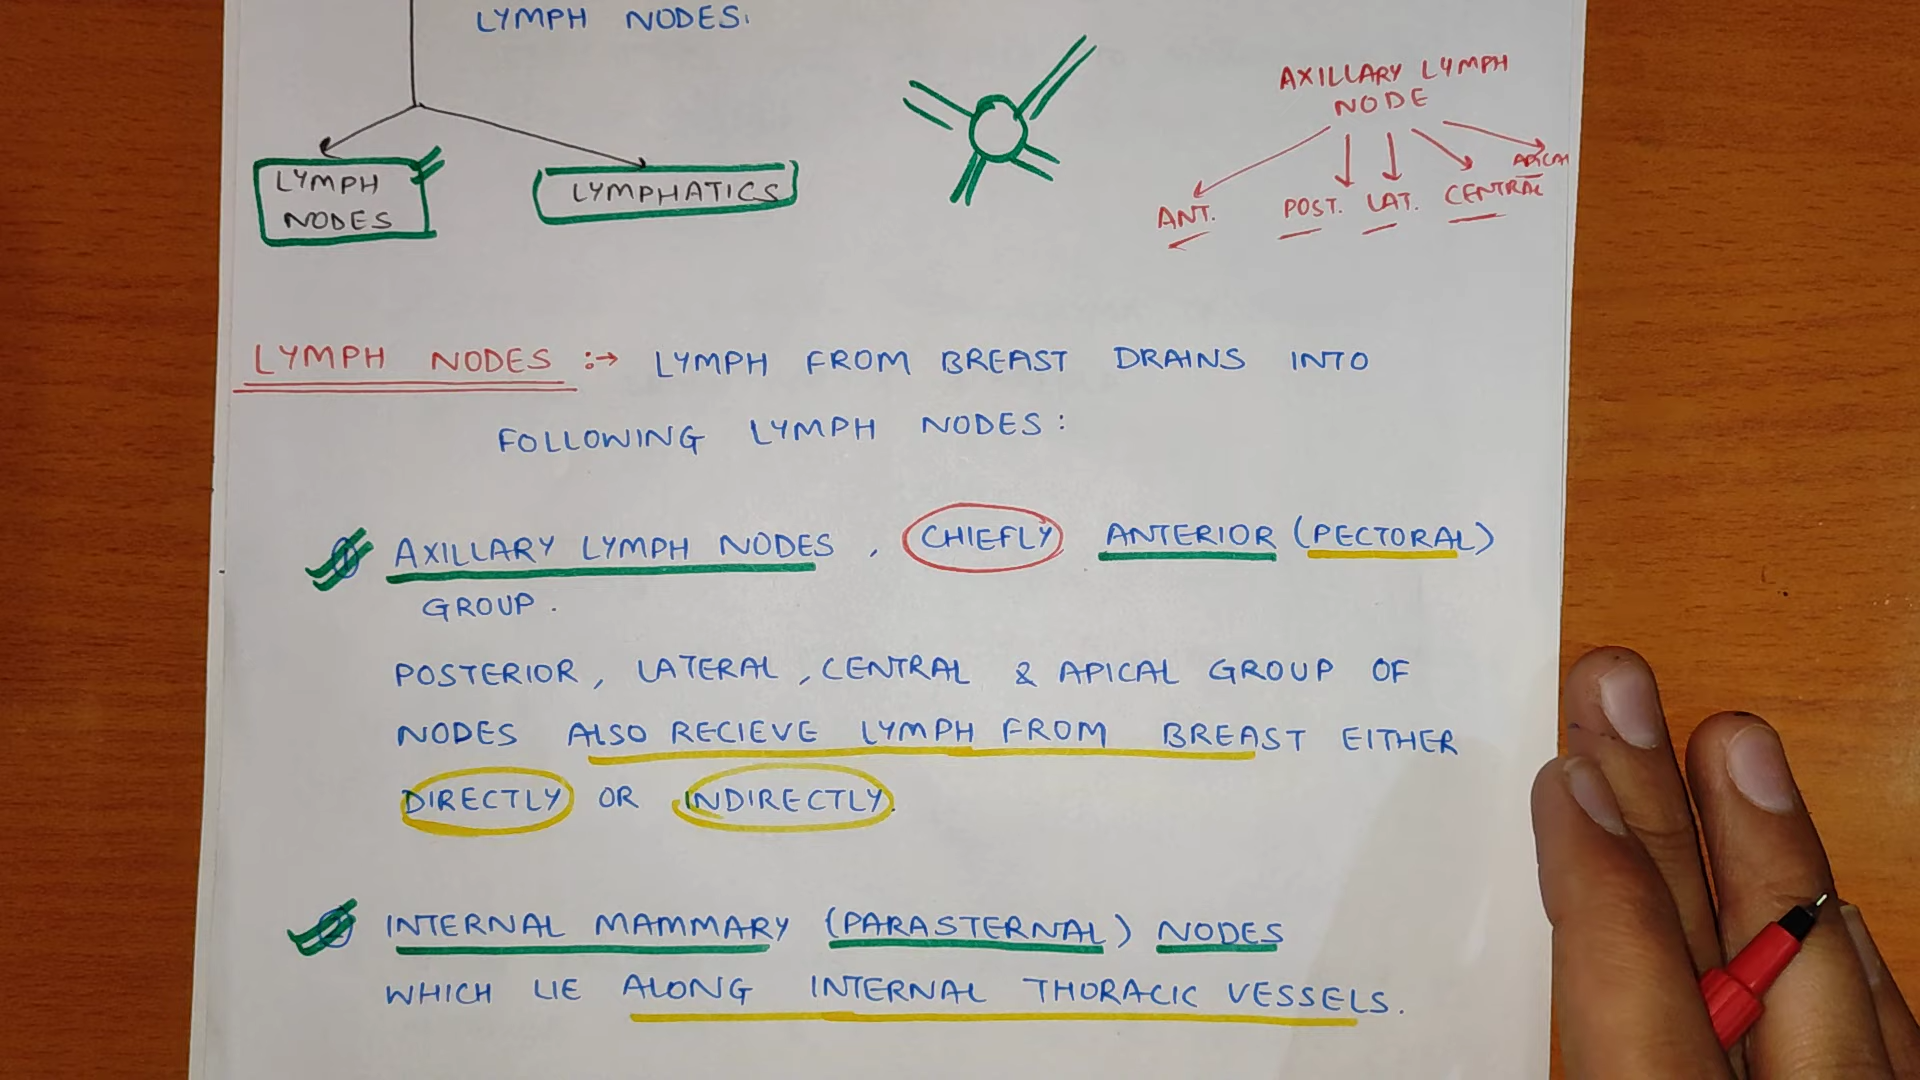 LYMPH NODES.
AXILLARY LYMPH
NODE
LYMPH
NODES
LYMPHATICS
ANT. POST. LAT. CENTRAL APICAL
LYMPH NODES :→ LYMPH FROM BREAST DRAINS INTO
FOLLOWING LYMPH NODES :
1 AXILLARY LYMPH NODES , CHIEFLY ANTERIOR (PECTORAL)
GROUP.
POSTERIOR, LATERAL, CENTRAL & APICAL GROUP OF
NODES ALSO RECIEVE LYMPH FROM BREAST EITHER
DIRECTLY OR INDIRECTLY.
2 INTERNAL MAMMARY (PARASTERNAL) NODES
WHICH LIE ALONG INTERNAL THORACIC VESSELS.